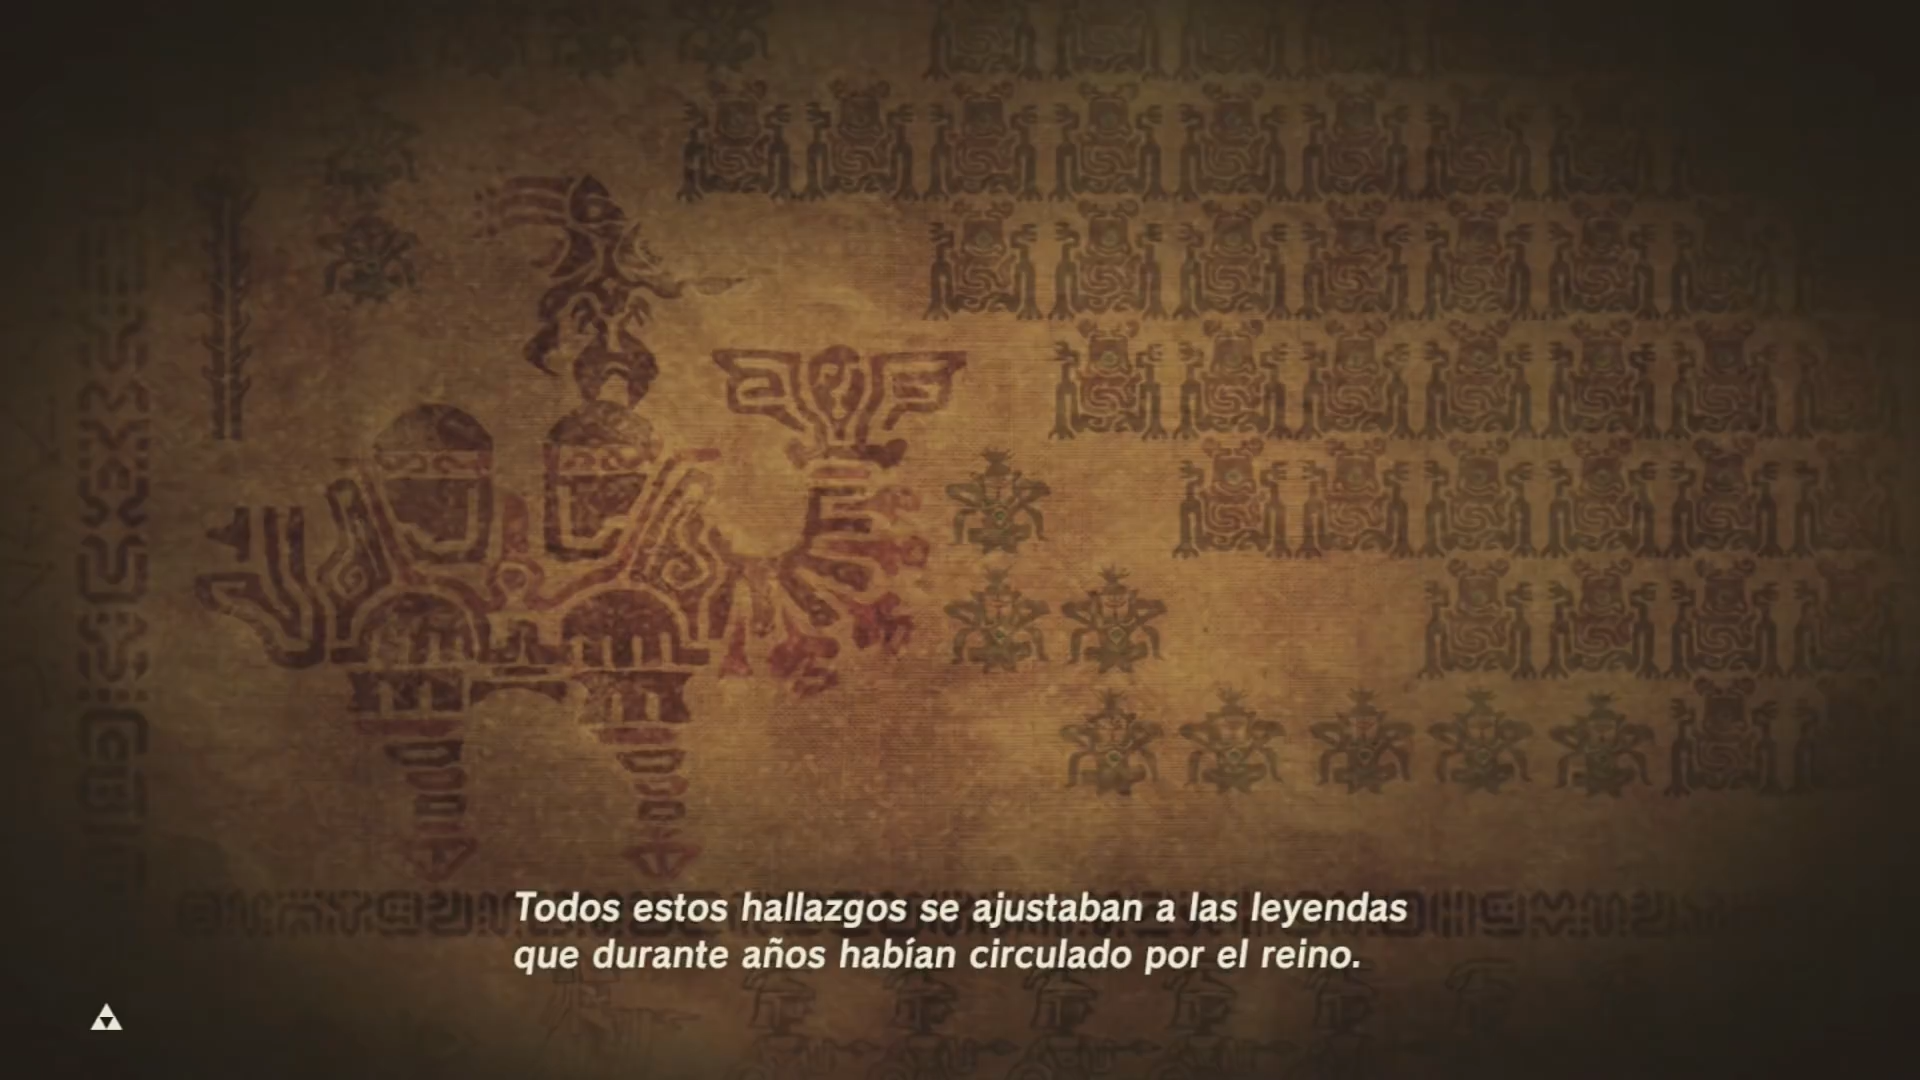 Todos estos hallazgos se ajustaban a las leyendas
que durante años habían circulado por el reino.